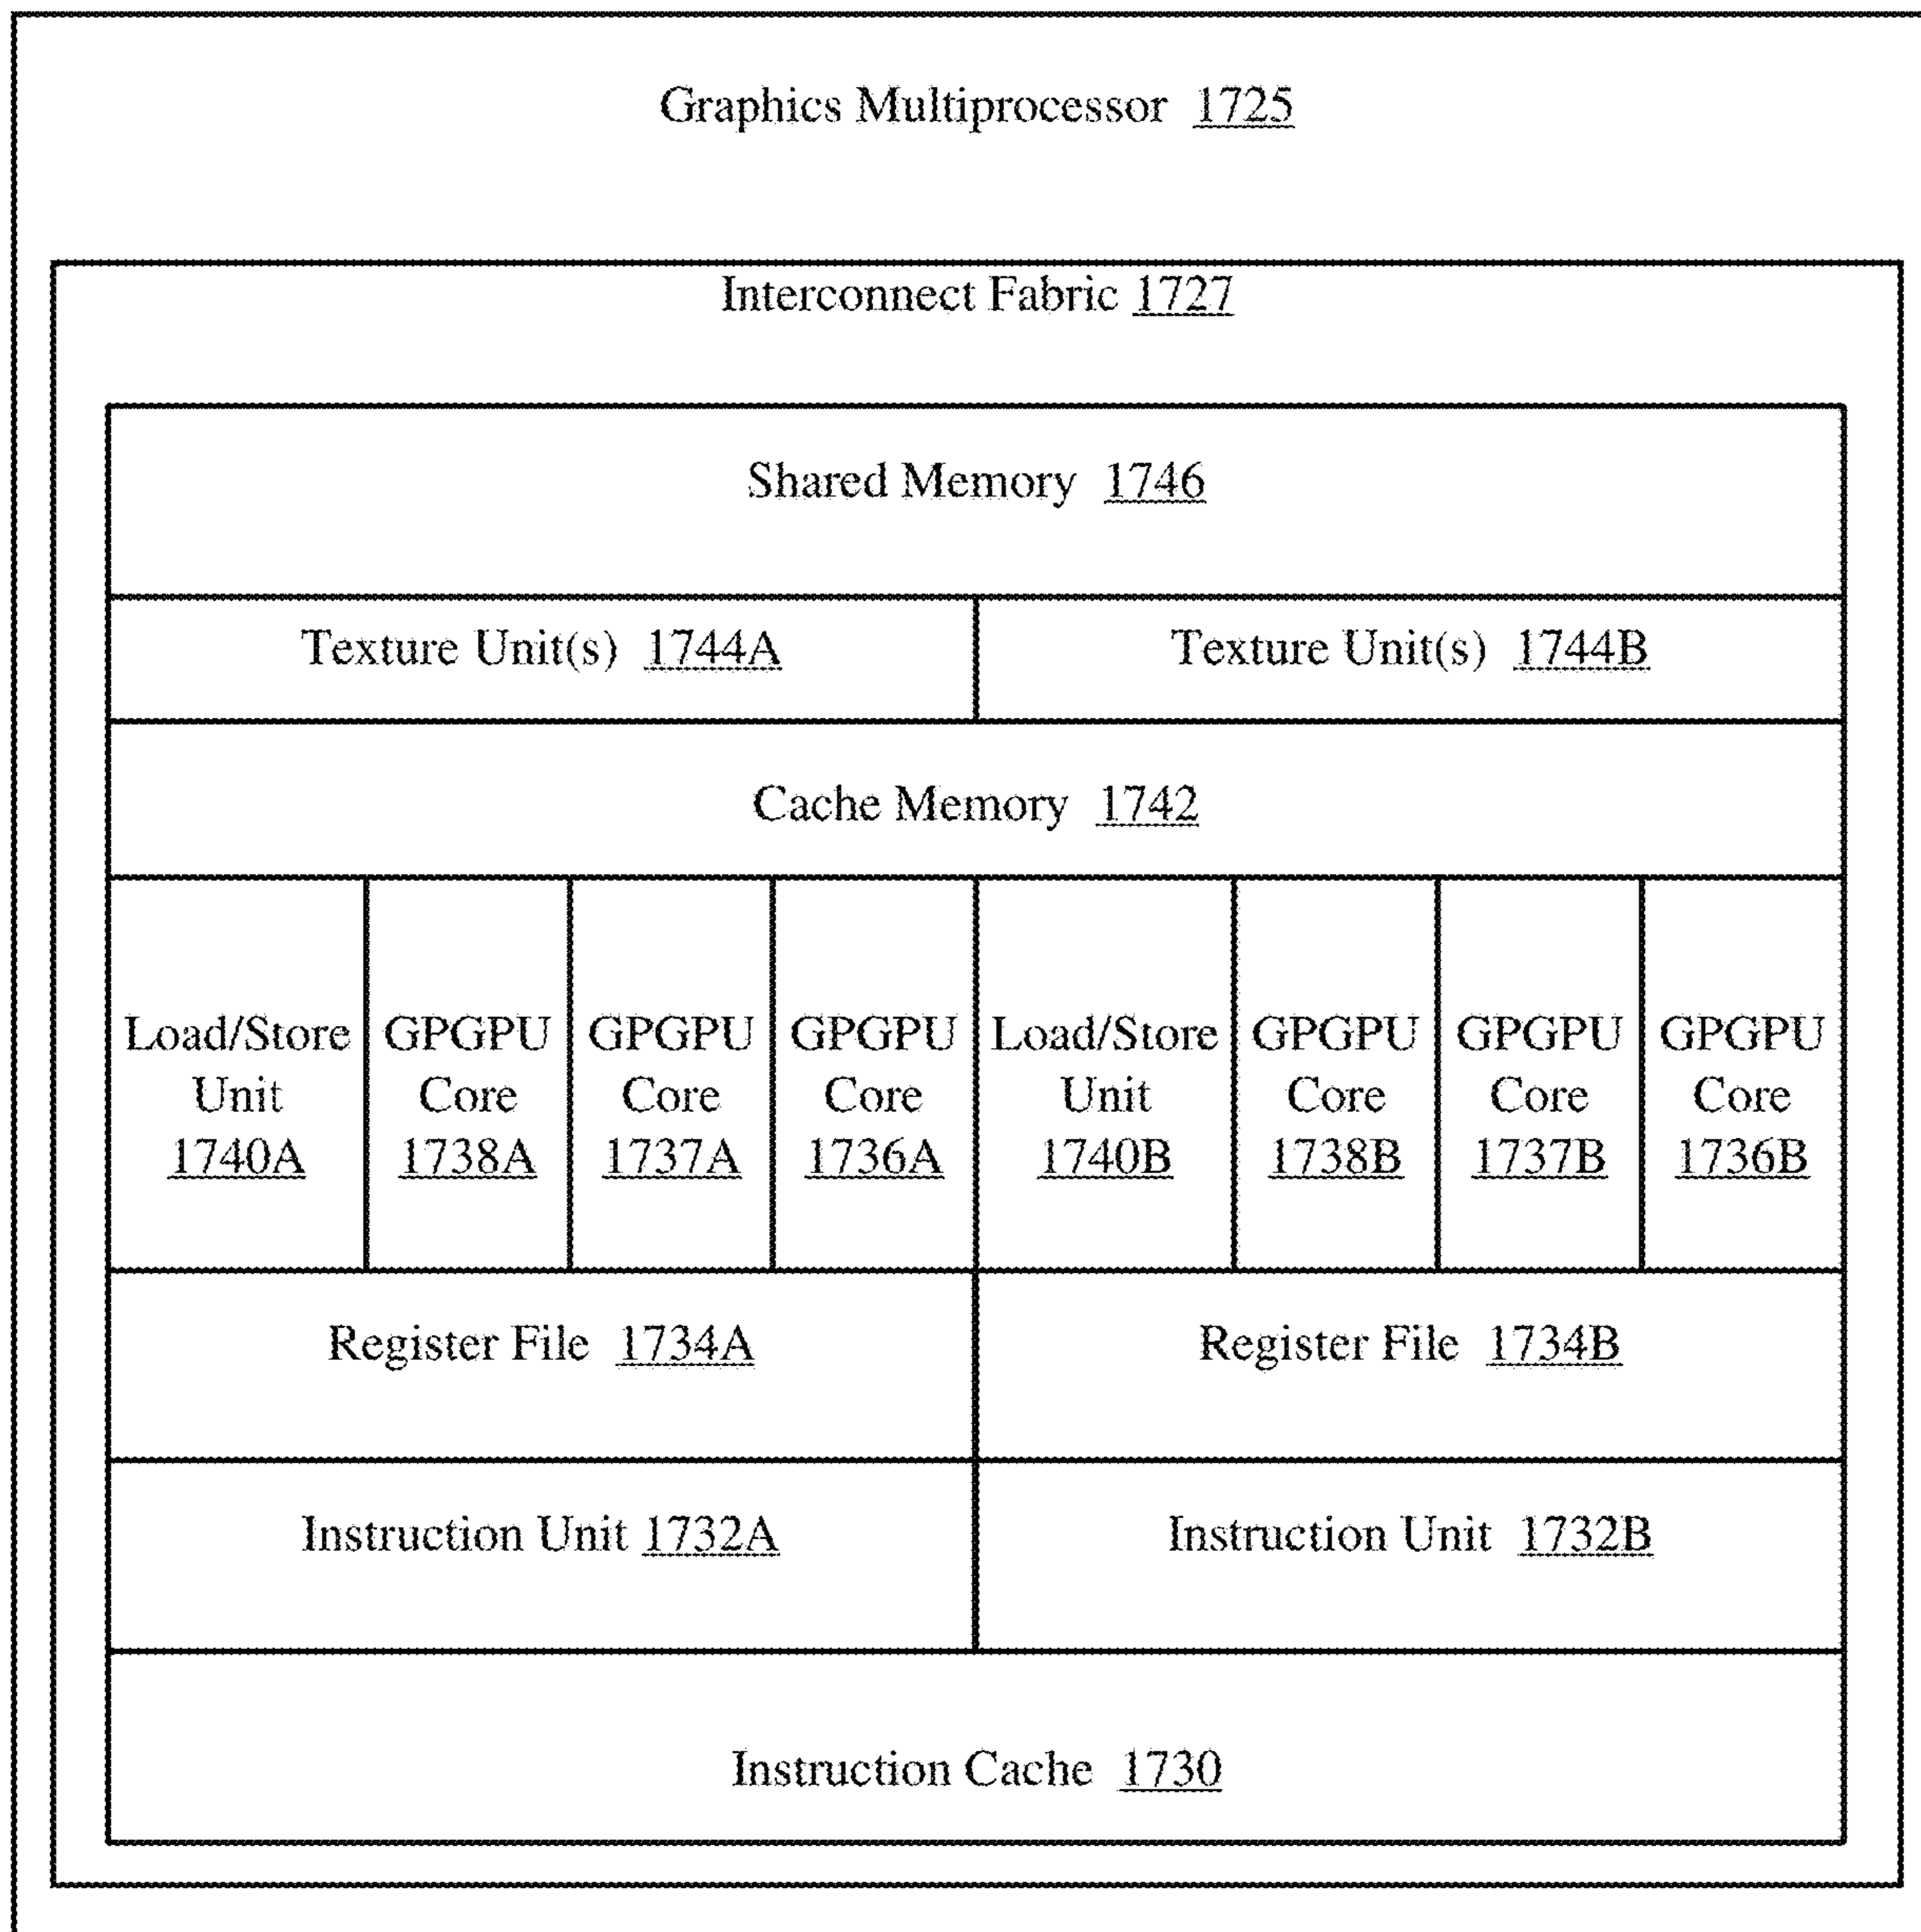 Graphics Multiprocessor 1725
Interconnect Fabric 1727
Shared Memory 1746
Texture Unit(s) 1744A
Texture Unit(s) 1744B
Cache Memory 1742
Load/Store
Unit
1740A
GPGPU
Core
1738A
GPGPU
Core
1737A
GPGPU
Core
1736A
Load/Store
Unit
1740B
GPGPU
Core
1738B
GPGPU
Core
1737B
GPGPU
Core
1736B
Register File 1734A
Register File 1734B
Instruction Unit 1732A
Instruction Unit 1732B
Instruction Cache 1730